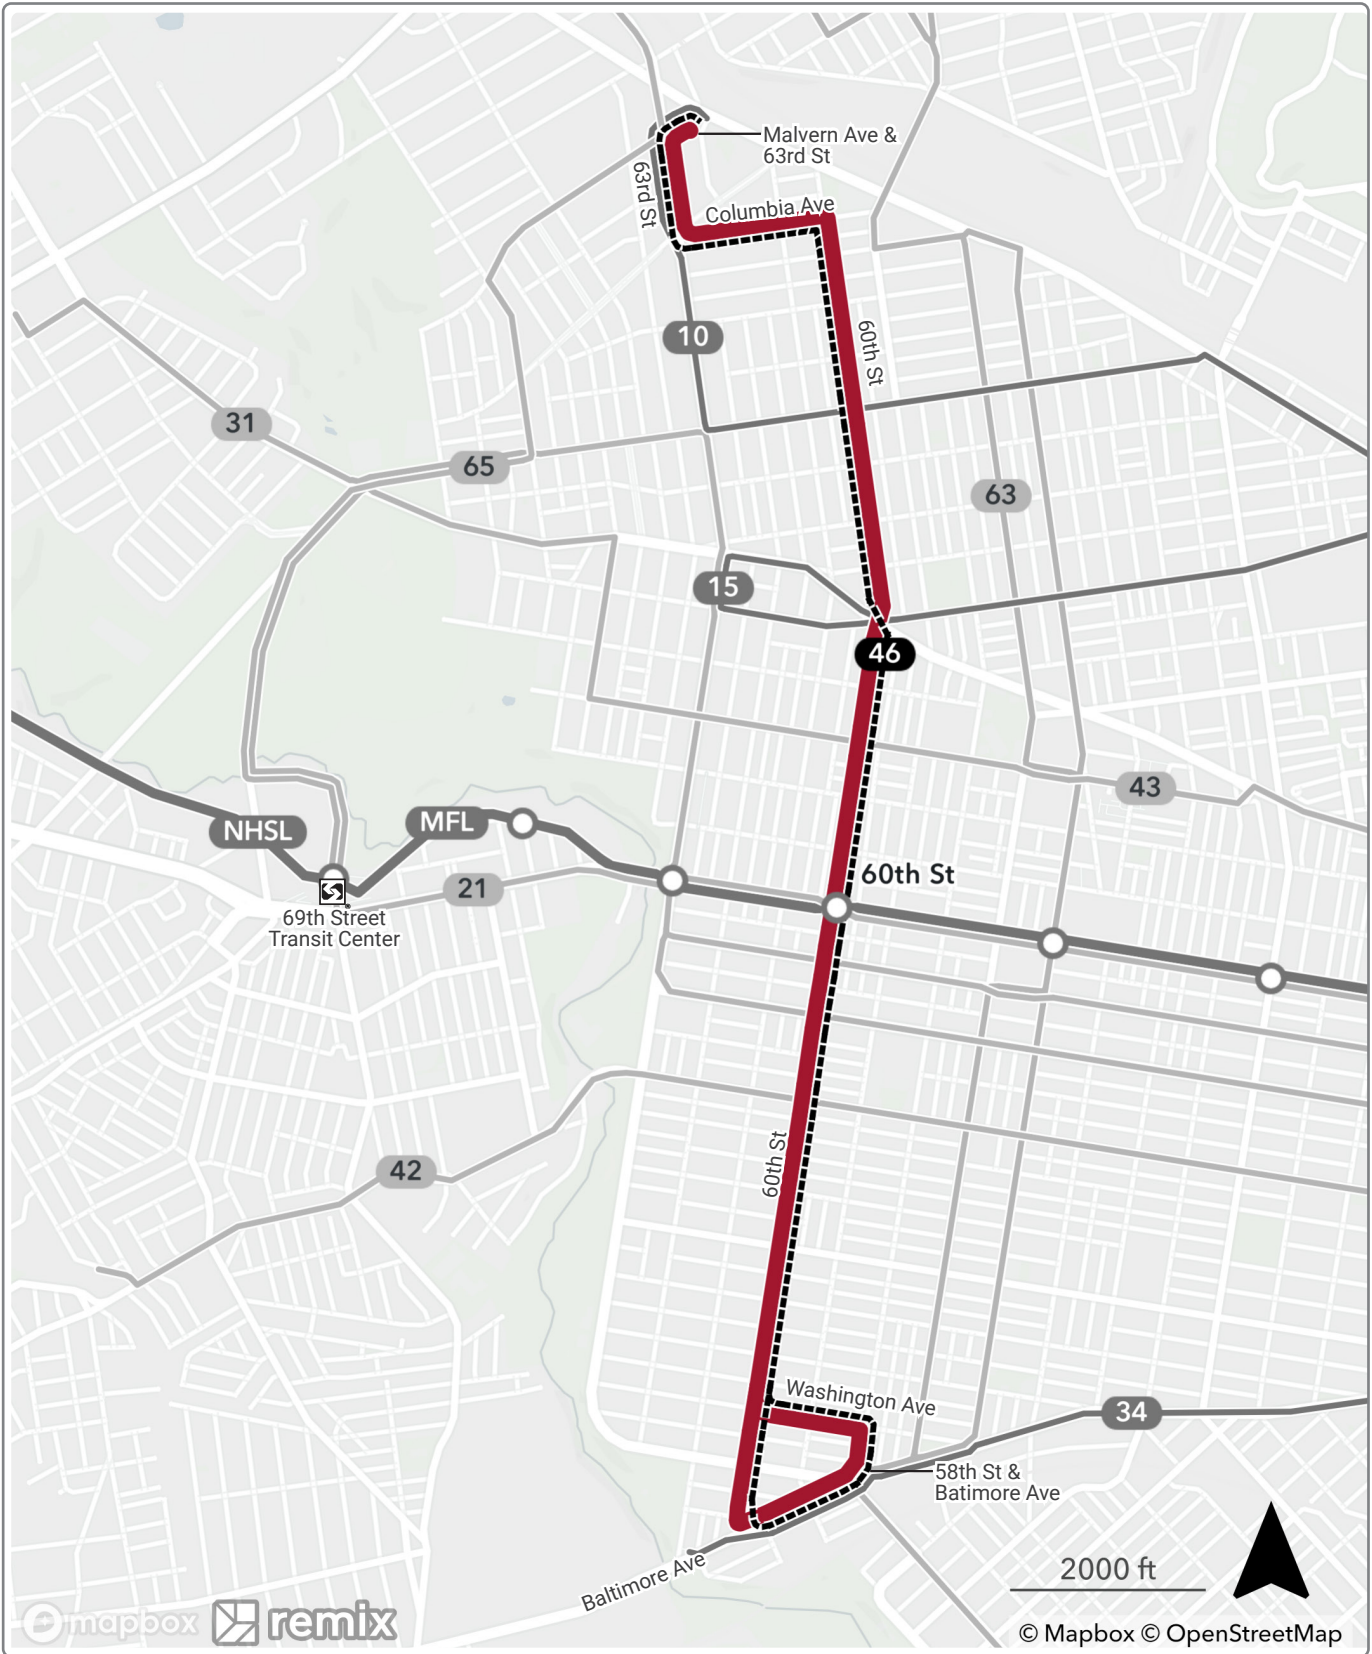 Malvern Ave &
63rd St
63rd St
Columbia Ave
10
60th St
31
65
63
15
46
43
NHSL
MFL
60th St
21
69th Street
Transit Center
60th St
42
Washington Ave
34
58th St &
Batimore Ave
Baltimore Ave
2000 ft
mapbox
remix
© Mapbox © OpenStreetMap